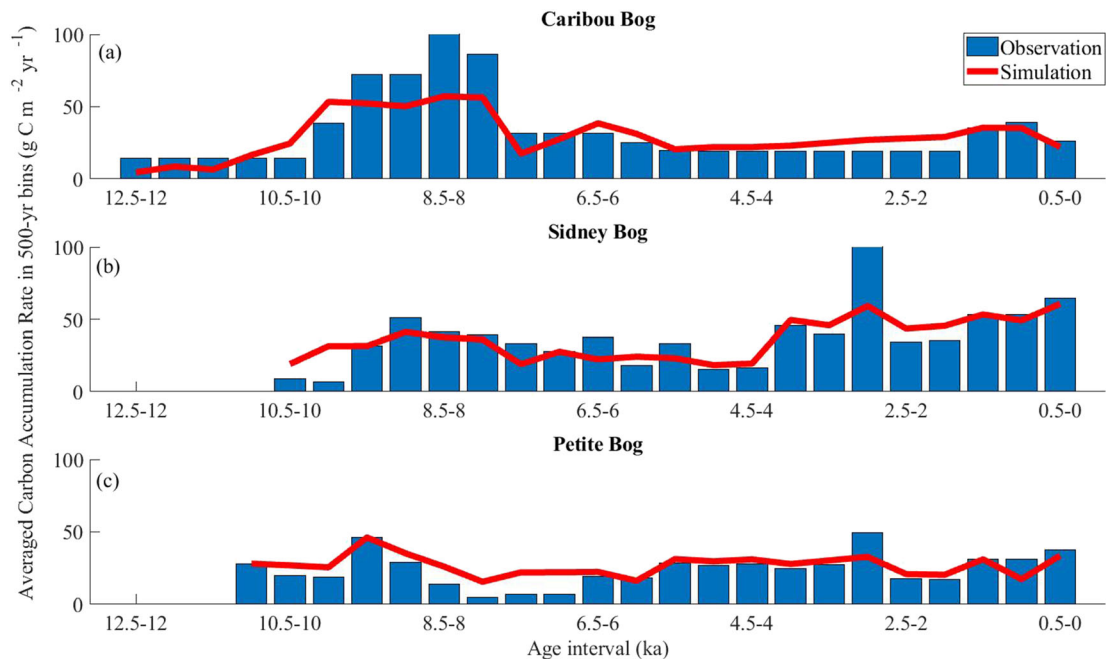 Caribou Bog
(a)
Observation
Simulation
100
50
0
12.5-12 10.5-10 8.5-8 6.5-6 4.5-4 2.5-2 0.5-0
Sidney Bog
(b)
100
50
0
12.5-12 10.5-10 8.5-8 6.5-6 4.5-4 2.5-2 0.5-0
Petite Bog
(c)
100
50
0
12.5-12 10.5-10 8.5-8 6.5-6 4.5-4 2.5-2 0.5-0
Age interval (ka)
Averaged Carbon Accumulation Rate in 500-yr bins (g C m -2 yr -1)